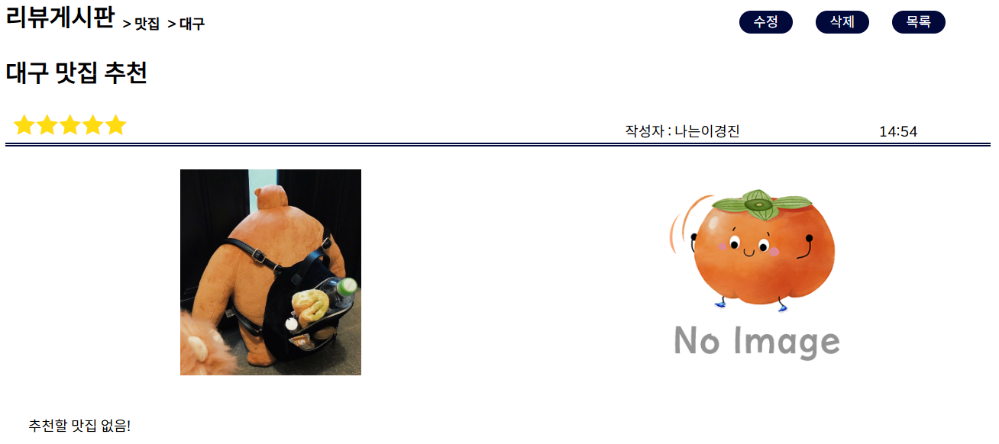 리뷰게시판 > 맛집 > 대구 수정 삭제 목록
대구 맛집 추천
작성자 : 나는이경진 14:54
No Image
추천할 맛집 없음!